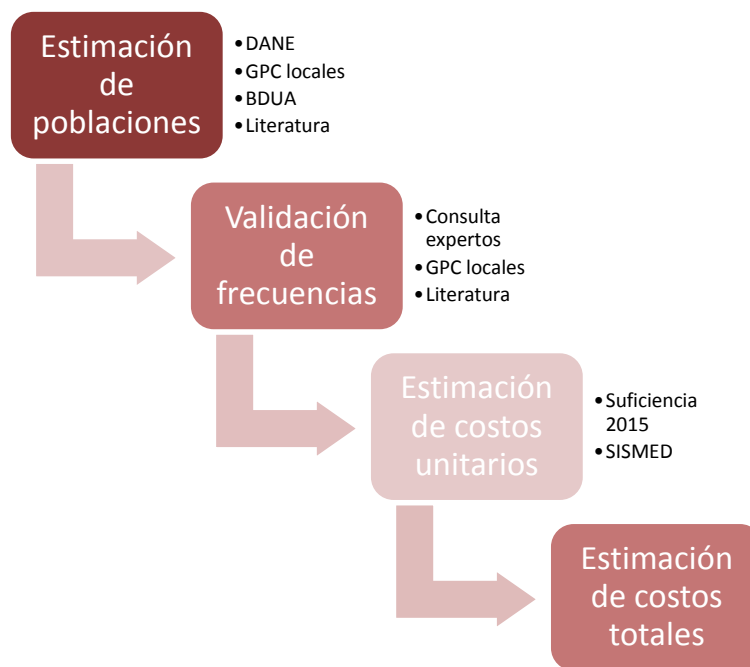 Estimación
de
poblaciones
•DANE
•GPC locales
•BDUA
•Literatura
Validación
de
frecuencias
•Consulta
expertos
•GPC locales
•Literatura
Estimación
de costos
unitarios
•Suficiencia
2015
•SISMED
Estimación
de costos
totales